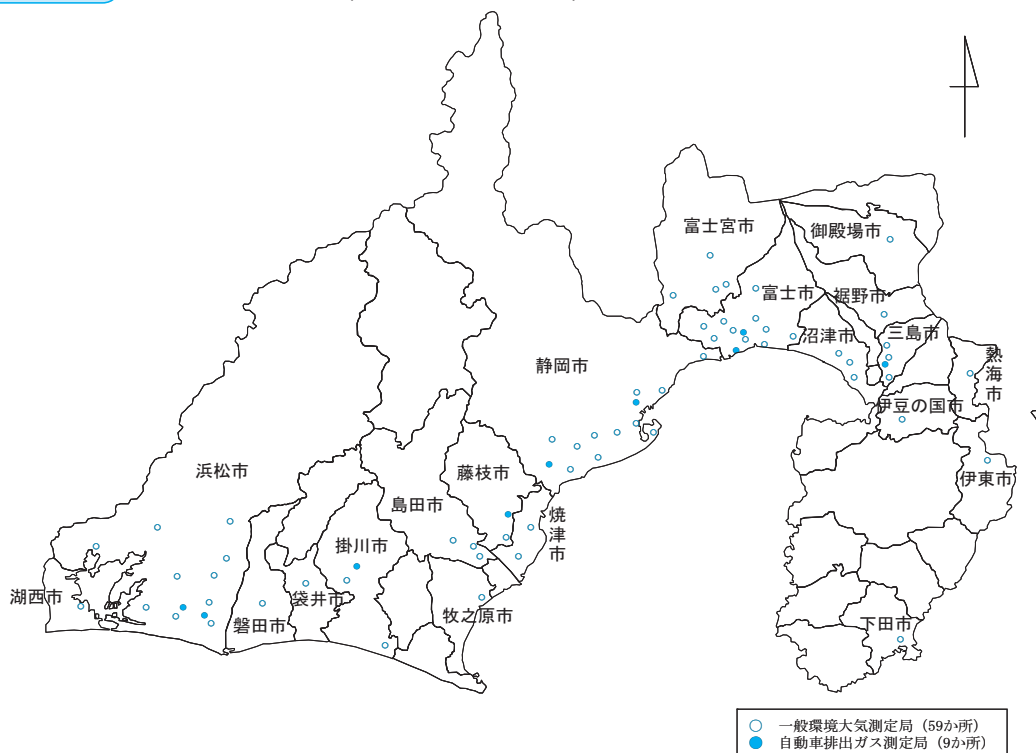 富士宮市
御殿場市
富士市
裾野市
沼津市
三島市
熱海市
静岡市
伊豆の国市
浜松市
藤枝市
伊東市
島田市
焼津市
掛川市
湖西市
袋井市
牧之原市
磐田市
下田市
一般環境大気測定局（59か所）
自動車排出ガス測定局（9か所）